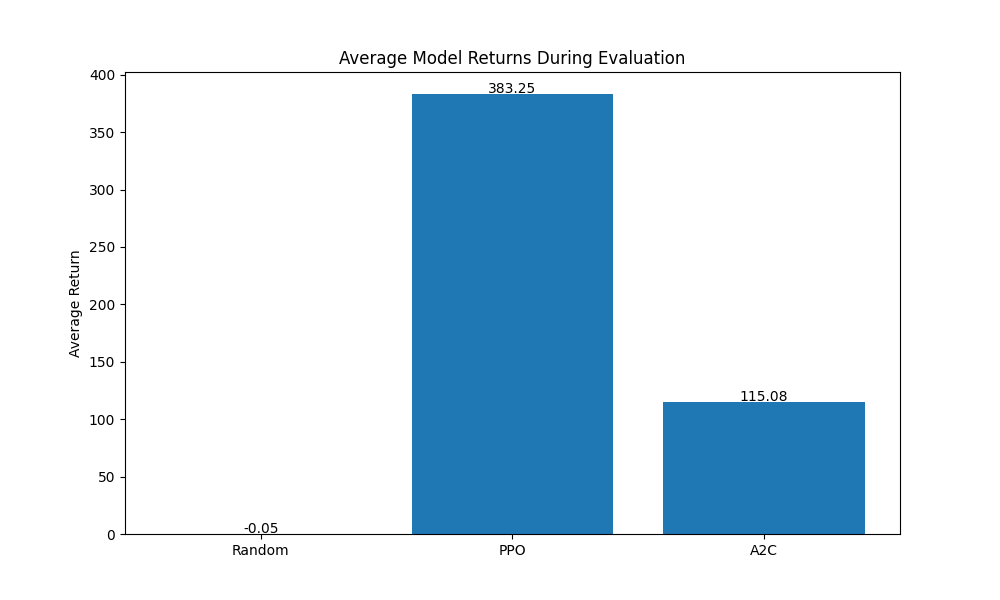 Average Model Returns During Evaluation
Average Return
400
350
300
250
200
150
100
50
0
-0.05
383.25
115.08
Random
PPO
A2C